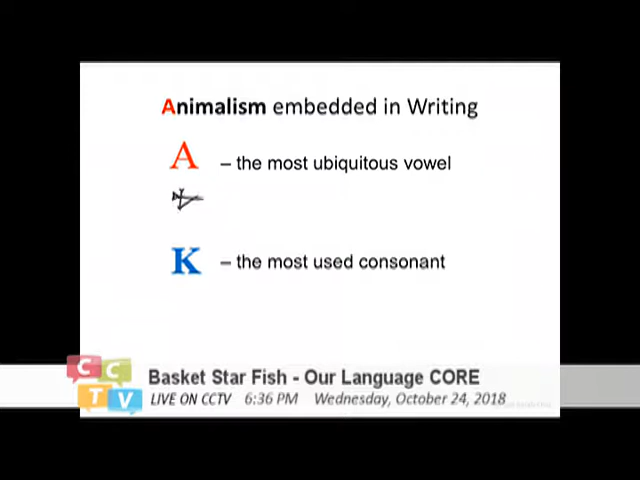 Animalism embedded in Writing
A – the most ubiquitous vowel
K – the most used consonant
CCTV
Basket Star Fish - Our Language CORE
LIVE ON CCTV 6:36 PM Wednesday, October 24, 2018